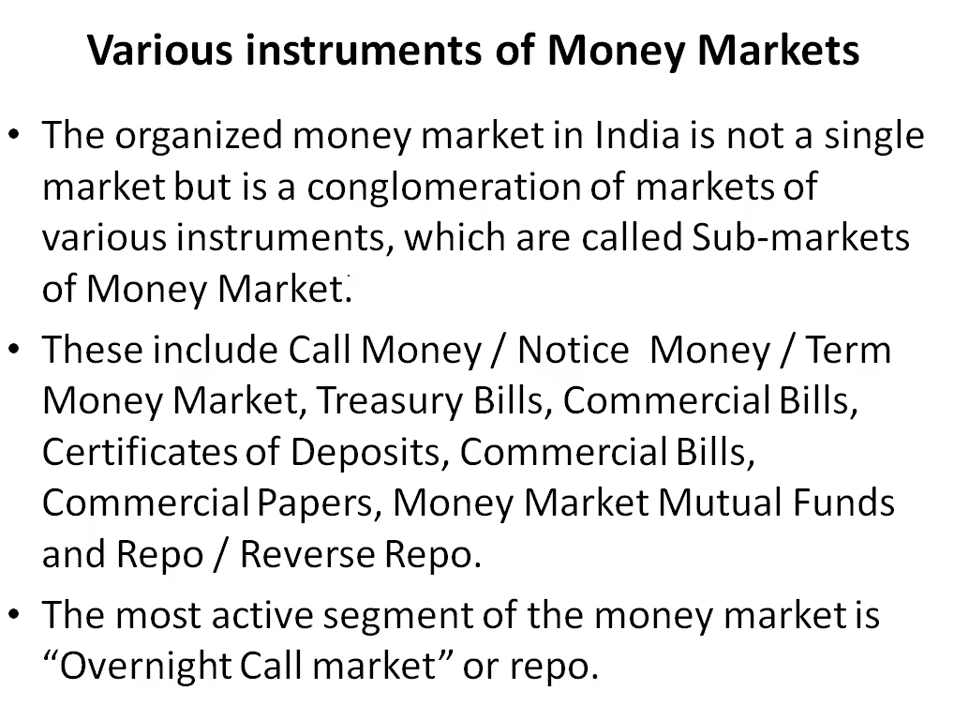 Various instruments of Money Markets
• The organized money market in India is not a single
market but is a conglomeration of markets of
various instruments, which are called Sub-markets
of Money Market.
• These include Call Money / Notice  Money / Term
Money Market, Treasury Bills, Commercial Bills,
Certificates of Deposits, Commercial Bills,
Commercial Papers, Money Market Mutual Funds
and Repo / Reverse Repo.
• The most active segment of the money market is
“Overnight Call market” or repo.